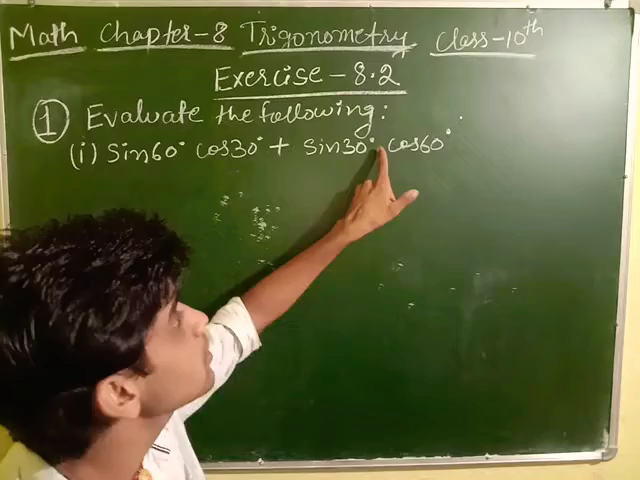 Math Chapter-8 Trigonometry Class-10th
Exercise-8.2
① Evaluate the following:
(i) Sin60° cos30° + Sin30° cos60°